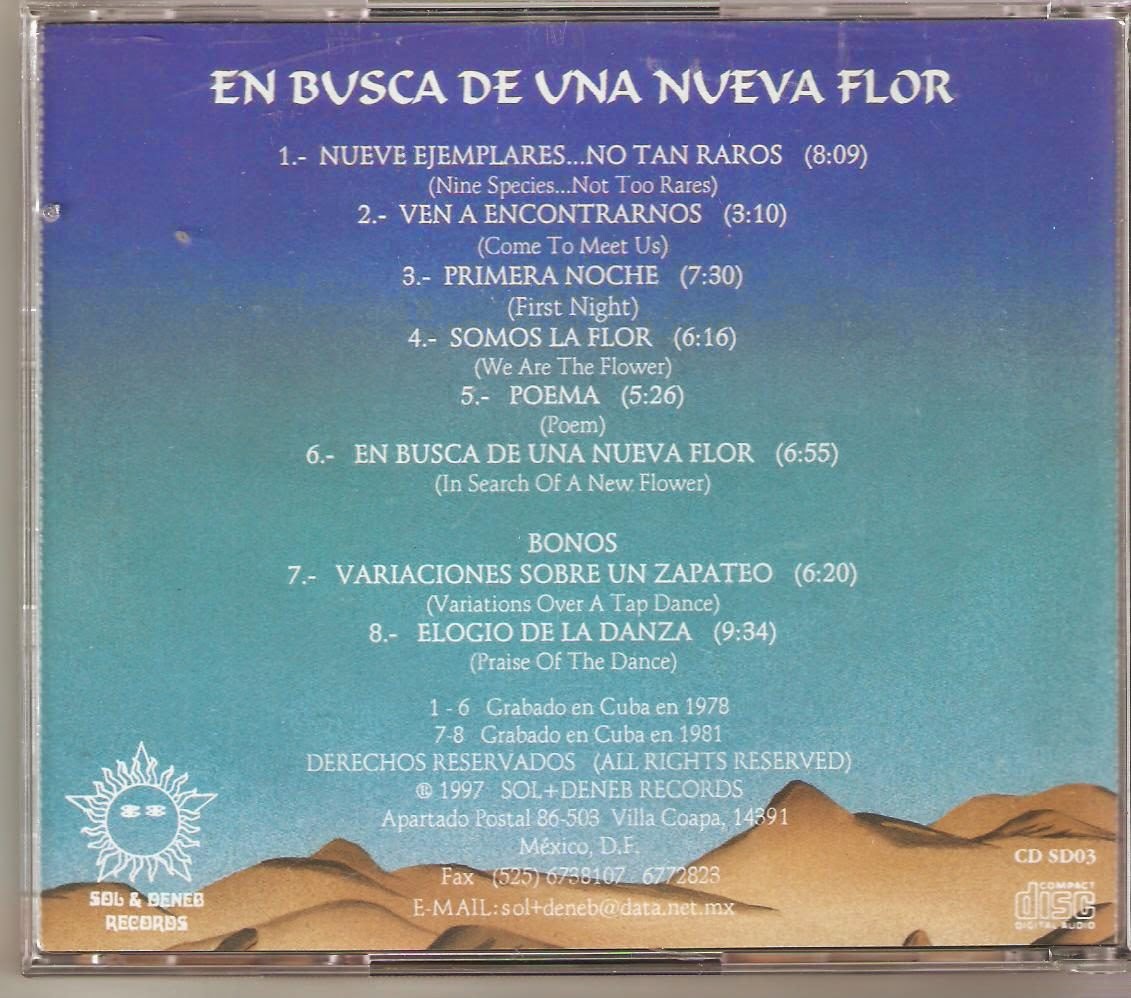 EN BUSCA DE UNA NUEVA FLOR
1.- NUEVE EJEMPLARES...NO TAN RAROS (8:09)
(Nine Species...Not Too Rares)
2.- VEN A ENCONTRARNOS (3:10)
(Come To Meet Us)
3.- PRIMERA NOCHE (7:30)
(First Night)
4.- SOMOS LA FLOR (6:16)
(We Are The Flower)
5.- POEMA (5:26)
(Poem)
6.- EN BUSCA DE UNA NUEVA FLOR (6:55)
(In Search Of A New Flower)
BONOS
7.- VARIACIONES SOBRE UN ZAPATEO (6:20)
(Variations Over A Tap Dance)
8.- ELOGIO DE LA DANZA (9:34)
(Praise Of The Dance)
1 - 6 Grabado en Cuba en 1978
7-8 Grabado en Cuba en 1981
DERECHOS RESERVADOS (ALL RIGHTS RESERVED)
® 1997 SOL+DENEB RECORDS
Apartado Postal 86-503 Villa Coapa, 14391
México, D.F.
Fax (525) 6738107 6772823
E-MAIL:sol+deneb@data.net.mx
SOL & DENEB
RECORDS
CD SD03
COMPACT
disc
DIGITAL AUDIO